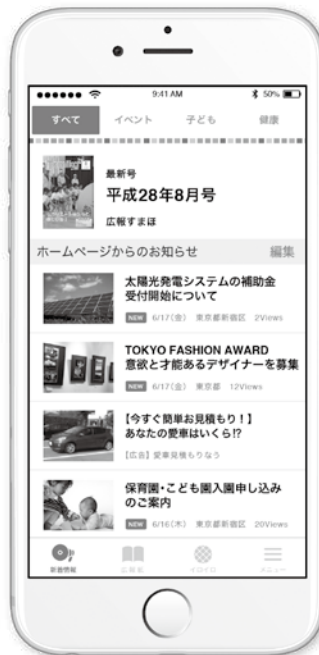 9:41 AM
50%
すべて
イベント
子ども
健康
最新号
平成28年8月号
広報すまほ
ホームページからのお知らせ
編集
太陽光発電システムの補助金
受付開始について
NEW 6/17(金) 東京都新宿区 2Views
TOKYO FASHION AWARD
意欲と才能あるデザイナーを募集
NEW 6/17(金) 東京都 12Views
【今すぐ簡単お見積もり!】
あなたの愛車はいくら!?
[広告] 愛車見積もりなう
保育園・こども園入園申し込み
のご案内
NEW 6/16(木) 東京都新宿区 20Views
新着情報
広報紙
イロイロ
メニュー